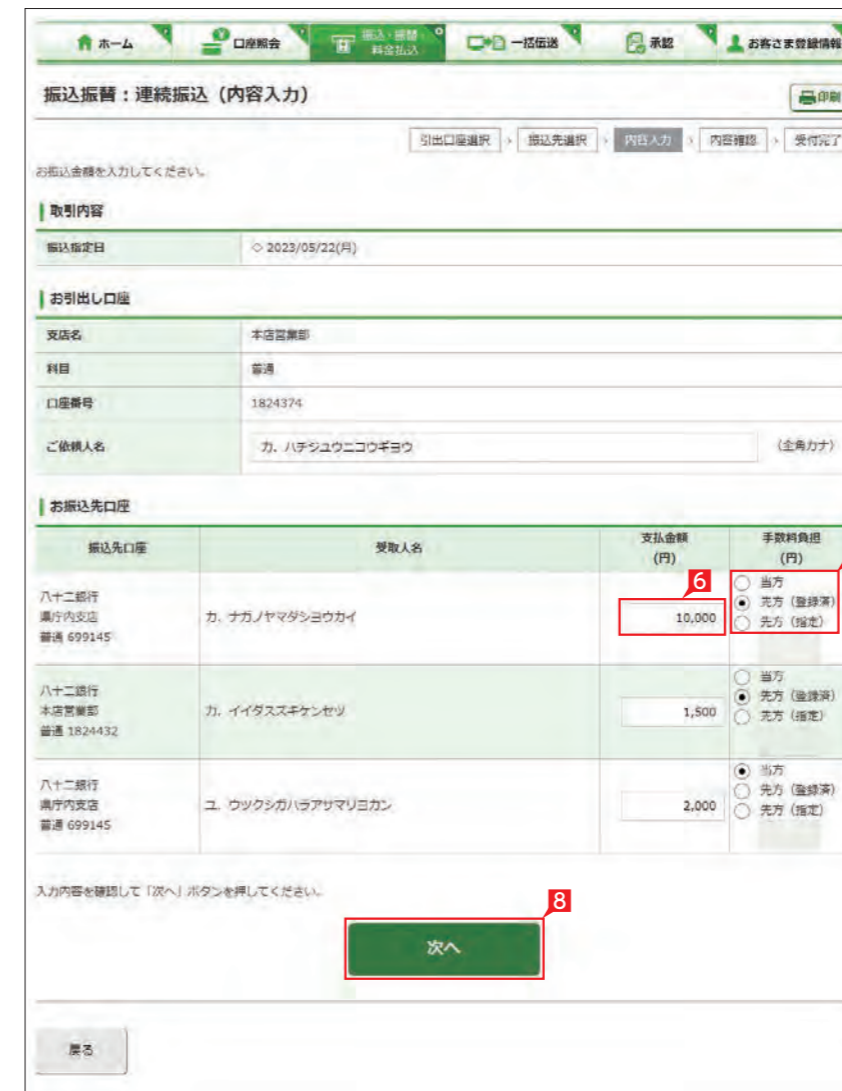 ホーム
口座照会
振込・振替・
料金払込
一括伝送
承認
お客さま登録情報
振込振替：連続振込（内容入力）
印刷
引出口座選択 › 振込先選択 › 内容入力 › 内容確認 › 受付完了
お振込金額を入力してください。
取引内容
振込指定日 ◇ 2023/05/22(月)
お引出し口座
支店名 本店営業部
科目 普通
口座番号 1824374
ご依頼人名 カ．ハチジユウニコウギヨウ （全角カナ）
お振込先口座
振込先口座 受取人名 支払金額
(円) 手数料負担
(円)
八十二銀行
県庁内支店
普通 699145
カ．ナガノヤマダシヨウカイ
6
10,000
当方
先方（登録済）
先方（指定）
八十二銀行
本店営業部
普通 1824432
カ．イイダスズキケンセツ
1,500
当方
先方（登録済）
先方（指定）
八十二銀行
県庁内支店
普通 699145
ユ．ウツクシガハラアサマリヨカン
2,000
当方
先方（登録済）
先方（指定）
入力内容を確認して「次へ」ボタンを押してください。
8
次へ
戻る